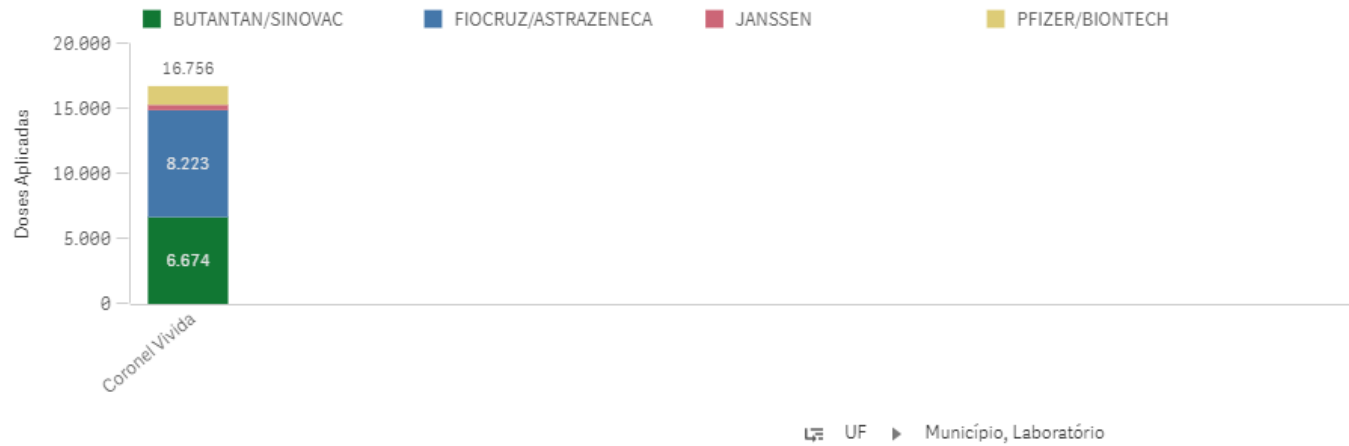 BUTANTAN/SINOVAC FIOCRUZ/ASTRAZENECA JANSSEN PFIZER/BIONTECH
Doses Aplicadas
20.000
16.756
15.000
8.223
10.000
5.000
6.674
0
Coronel Vivida
UF Município, Laboratório